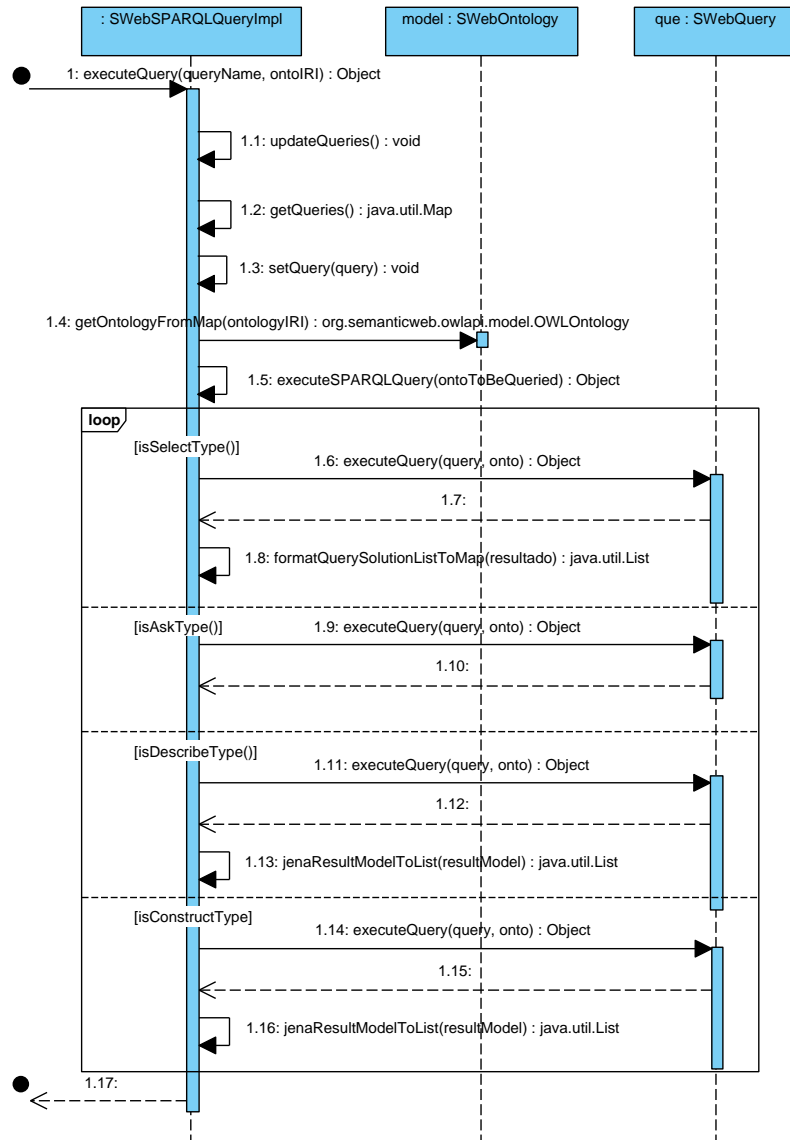 : SWebSPARQLQueryImpl
model : SWebOntology
que : SWebQuery
1: executeQuery(queryName, ontoIRI) : Object
1.1: updateQueries() : void
1.2: getQueries() : java.util.Map
1.3: setQuery(query) : void
1.4: getOntologyFromMap(ontologyIRI) : org.semanticweb.owlapi.model.OWLOntology
1.5: executeSPARQLQuery(ontoToBeQueried) : Object
loop
[isSelectType()]
1.6: executeQuery(query, onto) : Object
1.7:
1.8: formatQuerySolutionListToMap(resultado) : java.util.List
[isAskType()]
1.9: executeQuery(query, onto) : Object
1.10:
[isDescribeType()]
1.11: executeQuery(query, onto) : Object
1.12:
1.13: jenaResultModelToList(resultModel) : java.util.List
[isConstructType]
1.14: executeQuery(query, onto) : Object
1.15:
1.16: jenaResultModelToList(resultModel) : java.util.List
1.17: